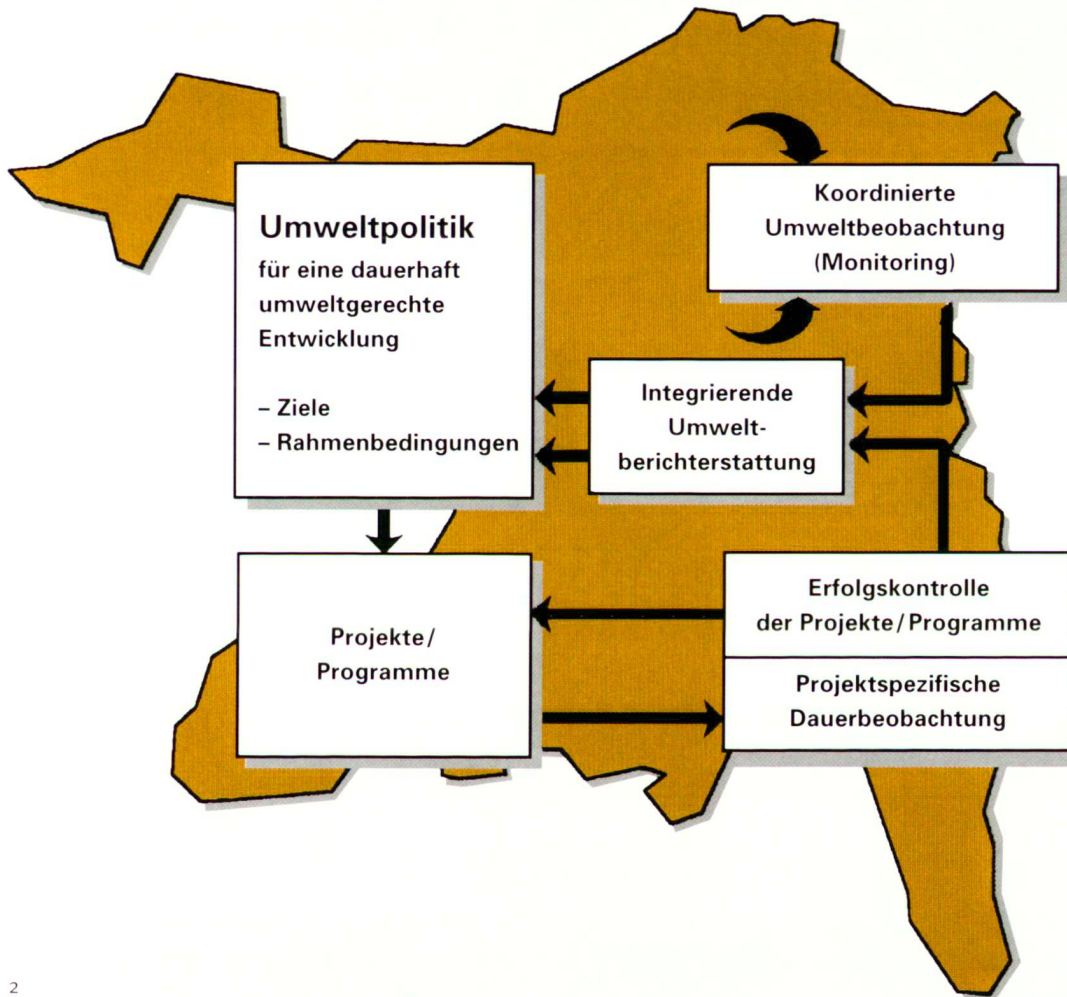 Umweltpolitik
für eine dauerhaft
umweltgerechte
Entwicklung
– Ziele
– Rahmenbedingungen
Koordinierte
Umweltbeobachtung
(Monitoring)
Integrierende
Umwelt-
berichterstattung
Projekte/
Programme
Erfolgskontrolle
der Projekte/Programme
Projektspezifische
Dauerbeobachtung
2